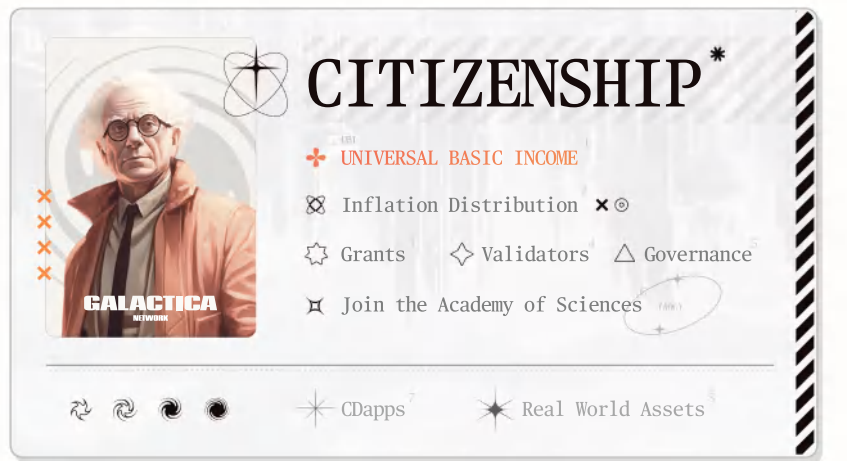 CITIZENSHIP*
UNIVERSAL BASIC INCOME
Inflation Distribution
Grants Validators Governance
Join the Academy of Sciences
GALACTICA
NETWORK
CDapps Real World Assets